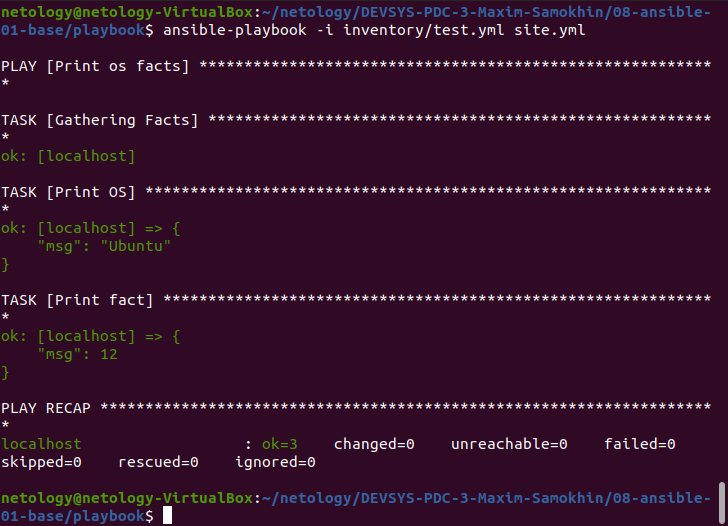 netology@netology-VirtualBox:~/netology/DEVSYS-PDC-3-Maxim-Samokhin/08-ansible-
01-base/playbook$ ansible-playbook -i inventory/test.yml site.yml
PLAY [Print os facts] *********************************************************
*
TASK [Gathering Facts] ********************************************************
*
ok: [localhost]
TASK [Print OS] ***************************************************************
*
ok: [localhost] => {
    "msg": "Ubuntu"
}
TASK [Print fact] *************************************************************
*
ok: [localhost] => {
    "msg": 12
}
PLAY RECAP ********************************************************************
*
localhost                  : ok=3    changed=0    unreachable=0    failed=0
skipped=0    rescued=0    ignored=0
netology@netology-VirtualBox:~/netology/DEVSYS-PDC-3-Maxim-Samokhin/08-ansible-
01-base/playbook$